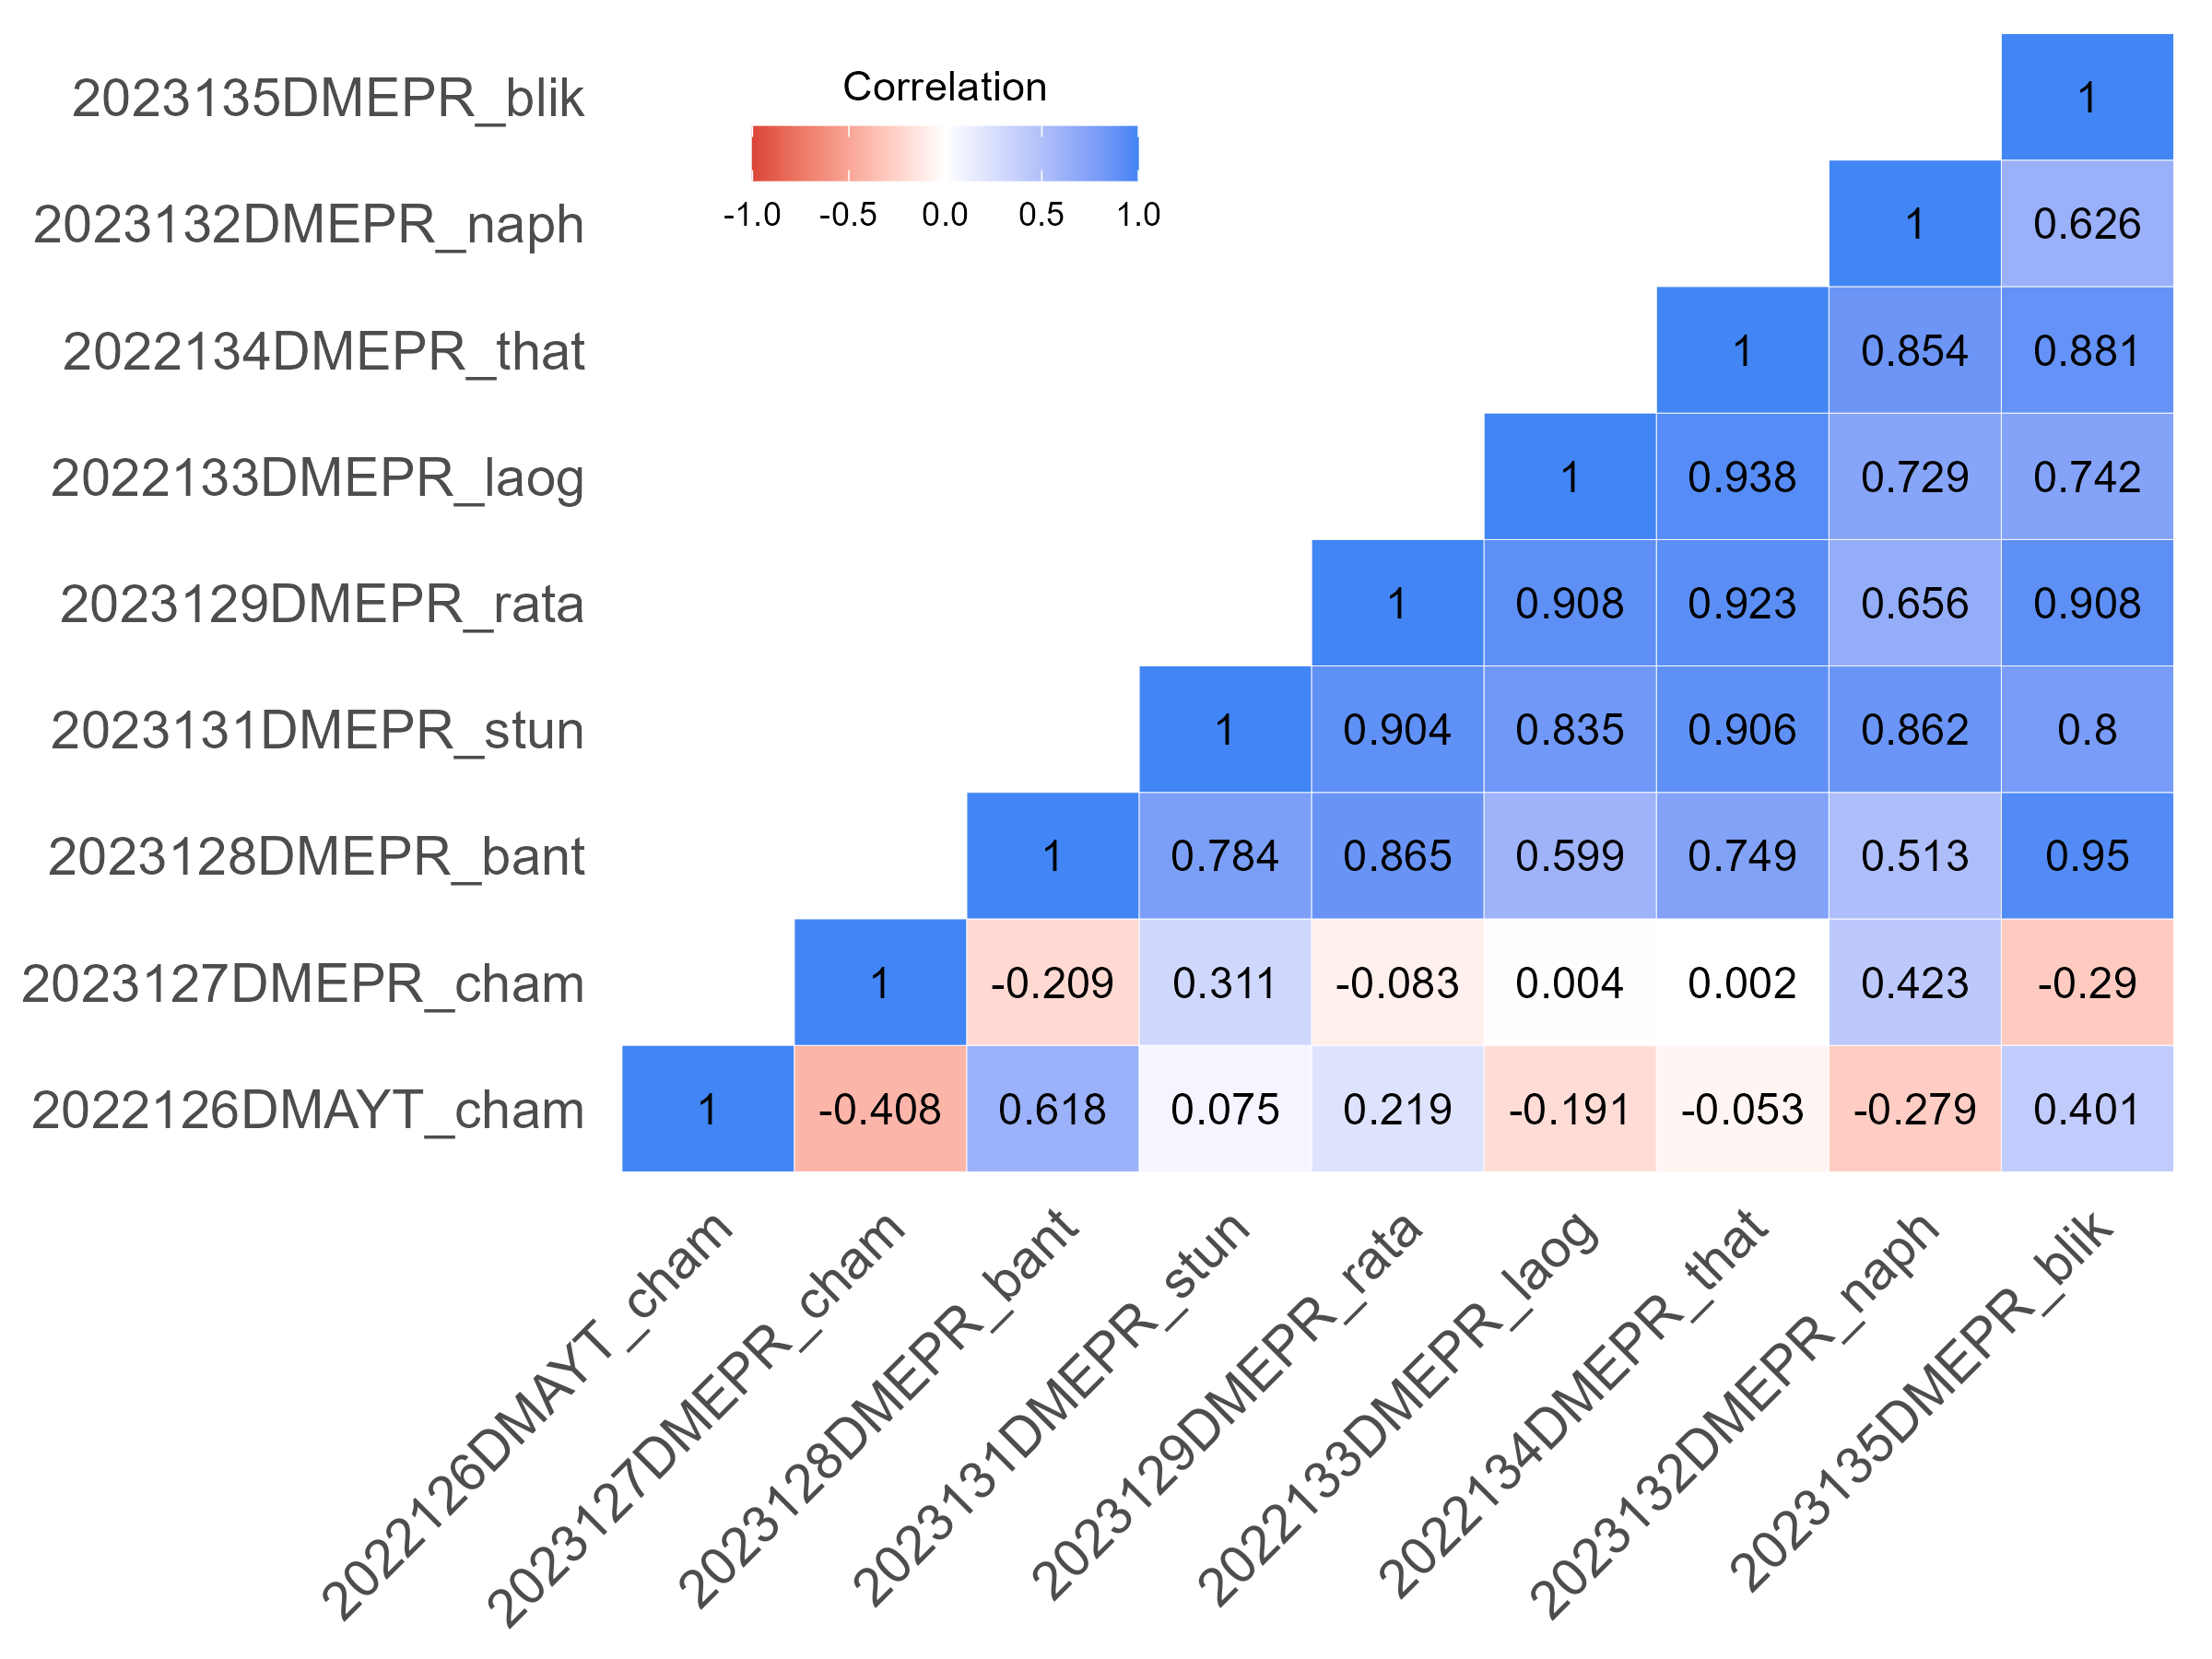 Correlation
-1.0 -0.5 0.0 0.5 1.0
2023135DMEPR_blik 1
2023132DMEPR_naph 1 0.626
2022134DMEPR_that 1 0.854 0.881
2022133DMEPR_laog 1 0.938 0.729 0.742
2023129DMEPR_rata 1 0.908 0.923 0.656 0.908
2023131DMEPR_stun 1 0.904 0.835 0.906 0.862 0.8
2023128DMEPR_bant 1 0.784 0.865 0.599 0.749 0.513 0.95
2023127DMEPR_cham 1 -0.209 0.311 -0.083 0.004 0.002 0.423 -0.29
2022126DMAYT_cham 1 -0.408 0.618 0.075 0.219 -0.191 -0.053 -0.279 0.401
2022126DMAYT_cham
2023127DMEPR_cham
2023128DMEPR_bant
2023131DMEPR_stun
2023129DMEPR_rata
2022133DMEPR_laog
2022134DMEPR_that
2023132DMEPR_naph
2023135DMEPR_blik